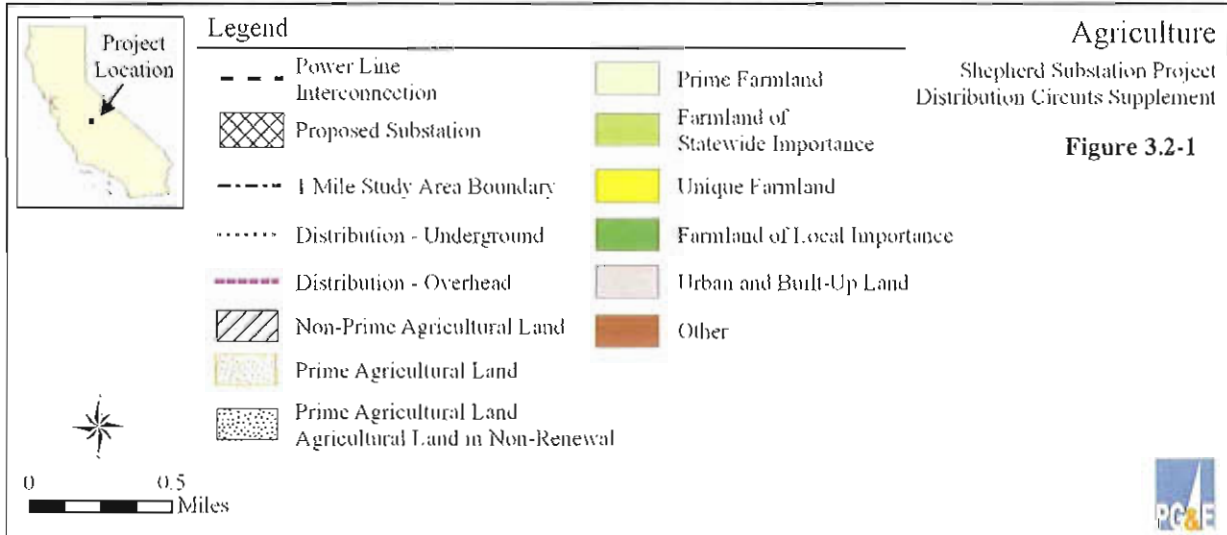 Project
Location
Legend
Power Line
Interconnection
Proposed Substation
1 Mile Study Area Boundary
Distribution - Underground
Distribution - Overhead
Non-Prime Agricultural Land
Prime Agricultural Land
Prime Agricultural Land
Agricultural Land in Non-Renewal
Prime Farmland
Farmland of
Statewide Importance
Unique Farmland
Farmland of Local Importance
Urban and Built-Up Land
Other
Agriculture
Shepherd Substation Project
Distribution Circuits Supplement
Figure 3.2-1
0 0.5
Miles
PG&E